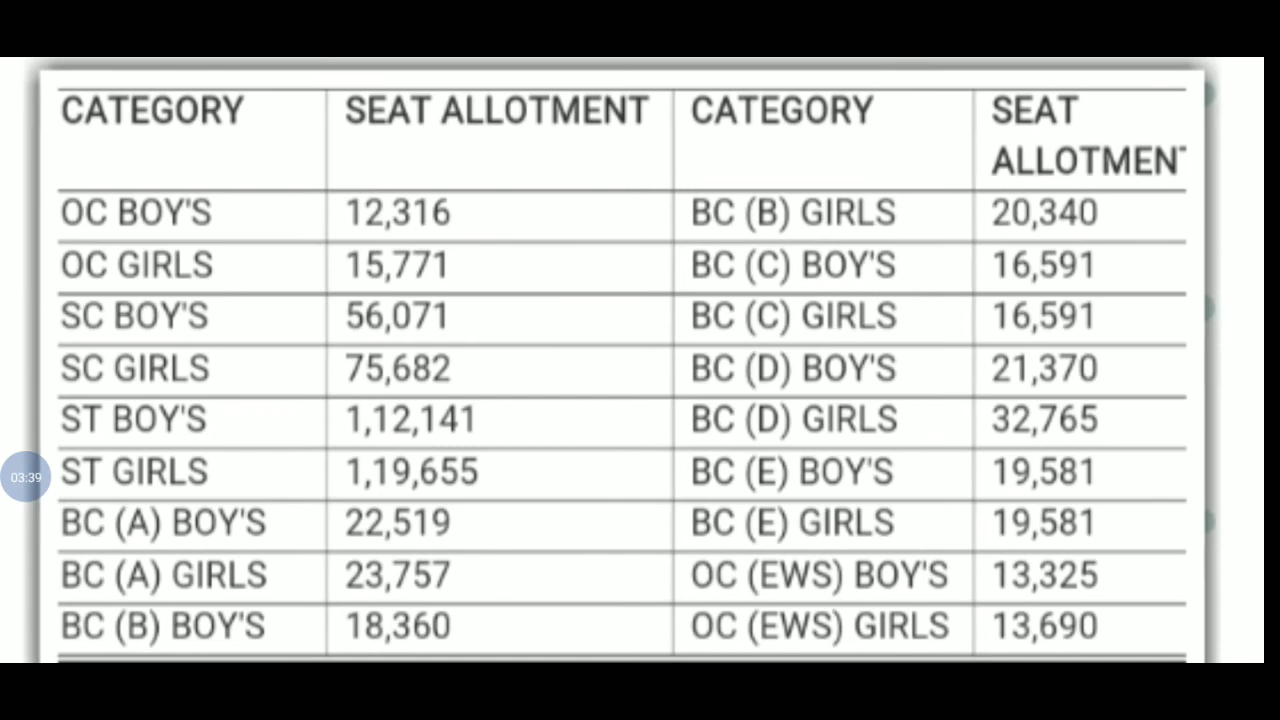 CATEGORY SEAT ALLOTMENT CATEGORY SEAT
ALLOTMENT
OC BOY'S 12,316 BC (B) GIRLS 20,340
OC GIRLS 15,771 BC (C) BOY'S 16,591
SC BOY'S 56,071 BC (C) GIRLS 16,591
SC GIRLS 75,682 BC (D) BOY'S 21,370
ST BOY'S 1,12,141 BC (D) GIRLS 32,765
03:39 ST GIRLS 1,19,655 BC (E) BOY'S 19,581
BC (A) BOY'S 22,519 BC (E) GIRLS 19,581
BC (A) GIRLS 23,757 OC (EWS) BOY'S 13,325
BC (B) BOY'S 18,360 OC (EWS) GIRLS 13,690